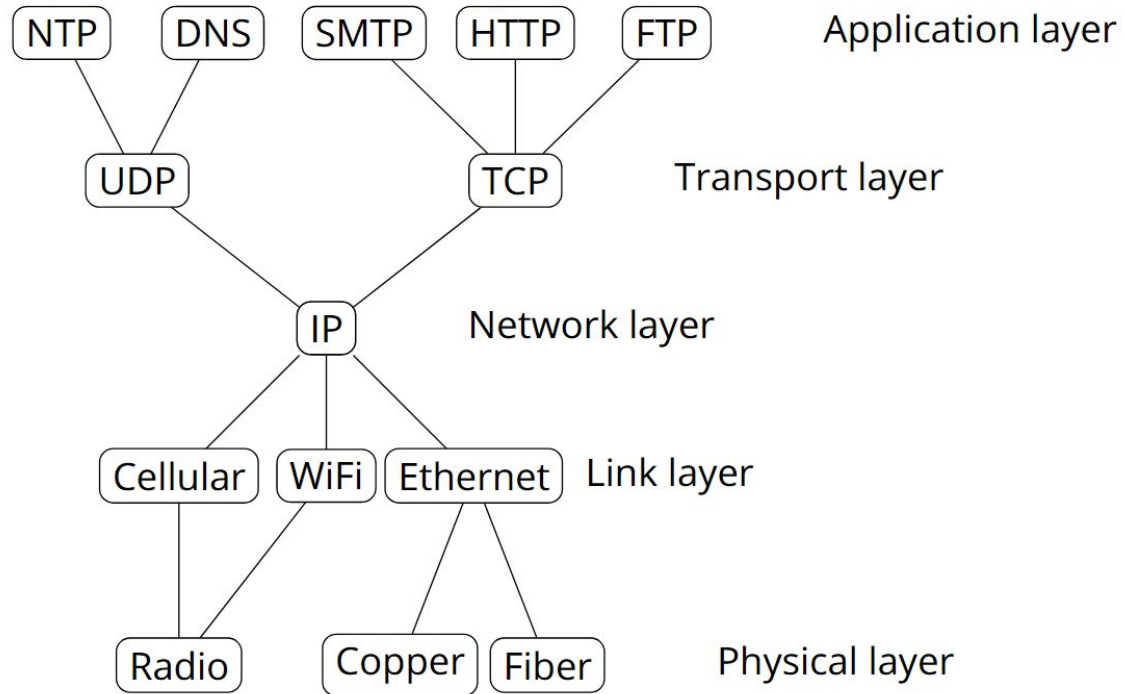 NTP DNS SMTP HTTP FTP Application layer
UDP TCP Transport layer
IP Network layer
Cellular WiFi Ethernet Link layer
Radio Copper Fiber Physical layer